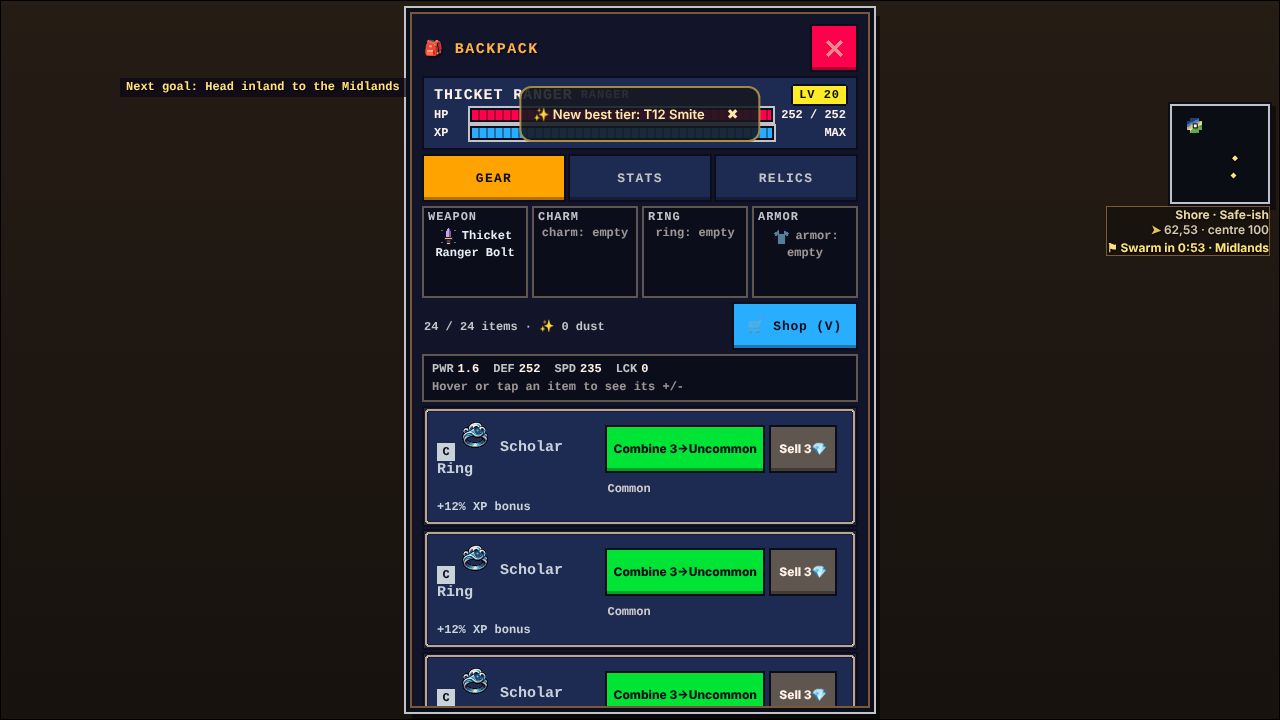 BACKPACK
Next goal: Head inland to the Midlands
THICKET RANGER RANGER
LV 20
✨ New best tier: T12 Smite ✖
HP 252 / 252
XP MAX
GEAR STATS RELICS
WEAPON CHARM RING ARMOR
Thicket Ranger Bolt
charm: empty
ring: empty
armor: empty
24 / 24 items · ✨ 0 dust
Shop (V)
PWR 1.6 DEF 252 SPD 235 LCK 0
Hover or tap an item to see its +/-
C Scholar Ring
Combine 3→Uncommon Sell 3💎
Common
+12% XP bonus
C Scholar Ring
Combine 3→Uncommon Sell 3💎
Common
+12% XP bonus
C Scholar
Combine 3→Uncommon Sell 3💎
Shore · Safe-ish
➤ 62,53 · centre 100
⚑ Swarm in 0:53 · Midlands